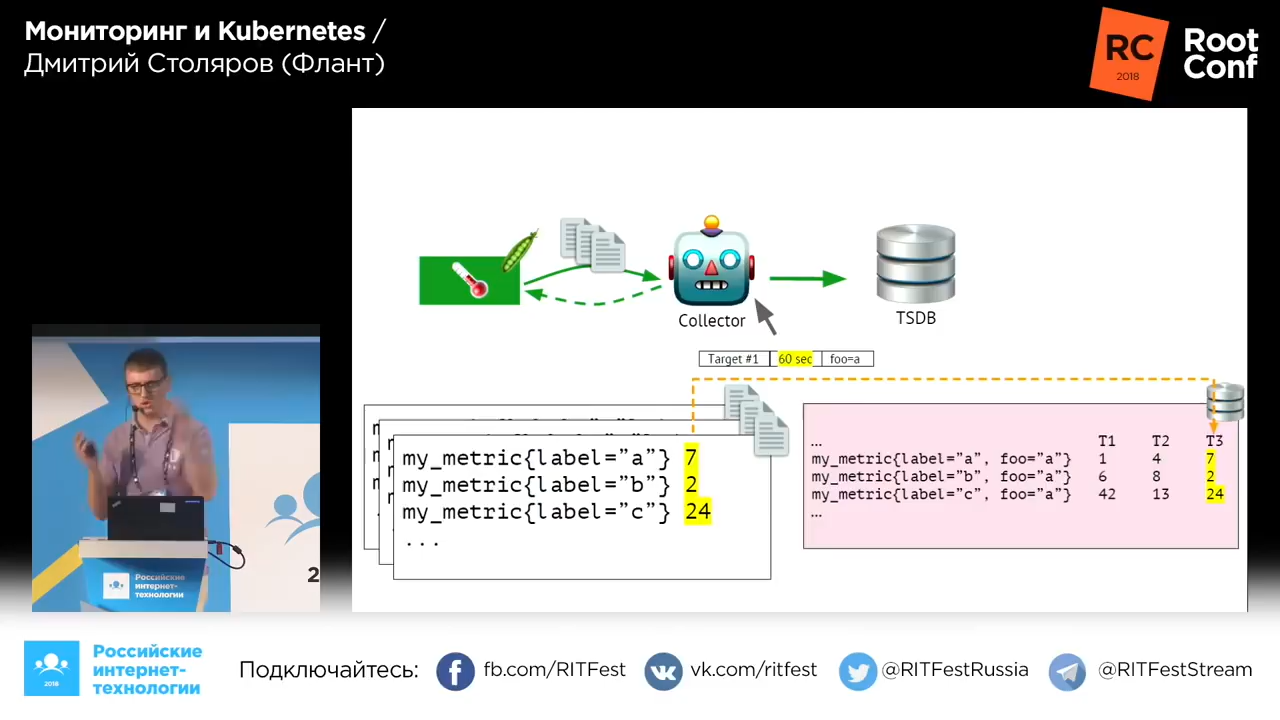 Мониторинг и Kubernetes /
Дмитрий Столяров (Флант)
RC
2018
Root
Conf
Collector
TSDB
Target #1 60 sec foo=a
my_metric{label=”a”} 7
my_metric{label=”b”} 2
my_metric{label=”c”} 24
...
... T1 T2 T3
my_metric{label=”a”, foo=”a”} 1 4 7
my_metric{label=”b”, foo=”a”} 6 8 2
my_metric{label=”c”, foo=”a”} 42 13 24
...
Российские
интернет-
технологии
2
2018
Российские
интернет-
технологии
Подключайтесь:
fb.com/RITFest
vk.com/ritfest
@RITFestRussia
@RITFestStream